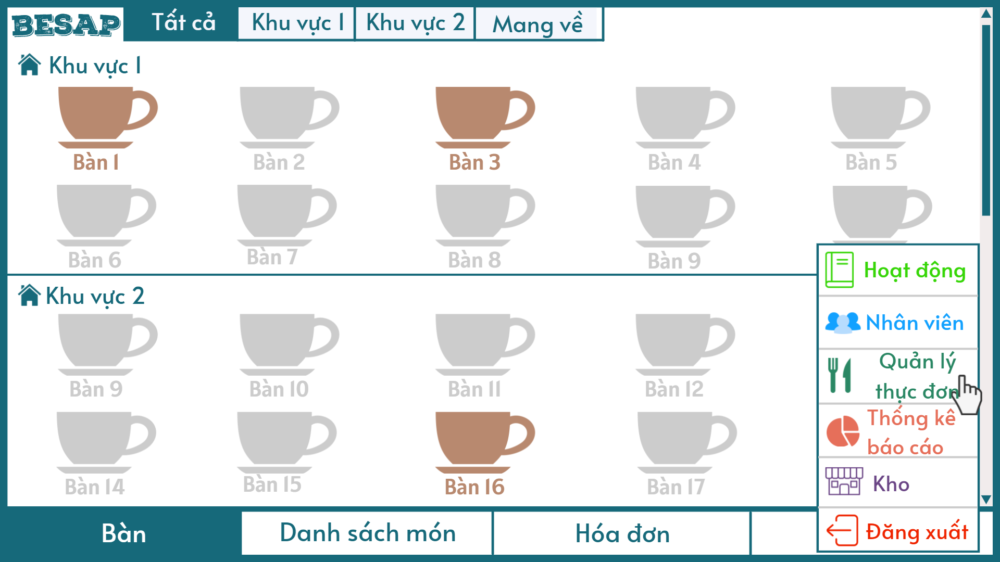 BESAP
Tất cả
Khu vực 1
Khu vực 2
Mang về
Khu vực 1
Bàn 1
Bàn 2
Bàn 3
Bàn 4
Bàn 5
Bàn 6
Bàn 7
Bàn 8
Bàn 9
Khu vực 2
Bàn 9
Bàn 10
Bàn 11
Bàn 12
Bàn 14
Bàn 15
Bàn 16
Bàn 17
Hoạt động
Nhân viên
Quản lý
thực đơn
Thống kê
báo cáo
Kho
Đăng xuất
Bàn
Danh sách món
Hóa đơn